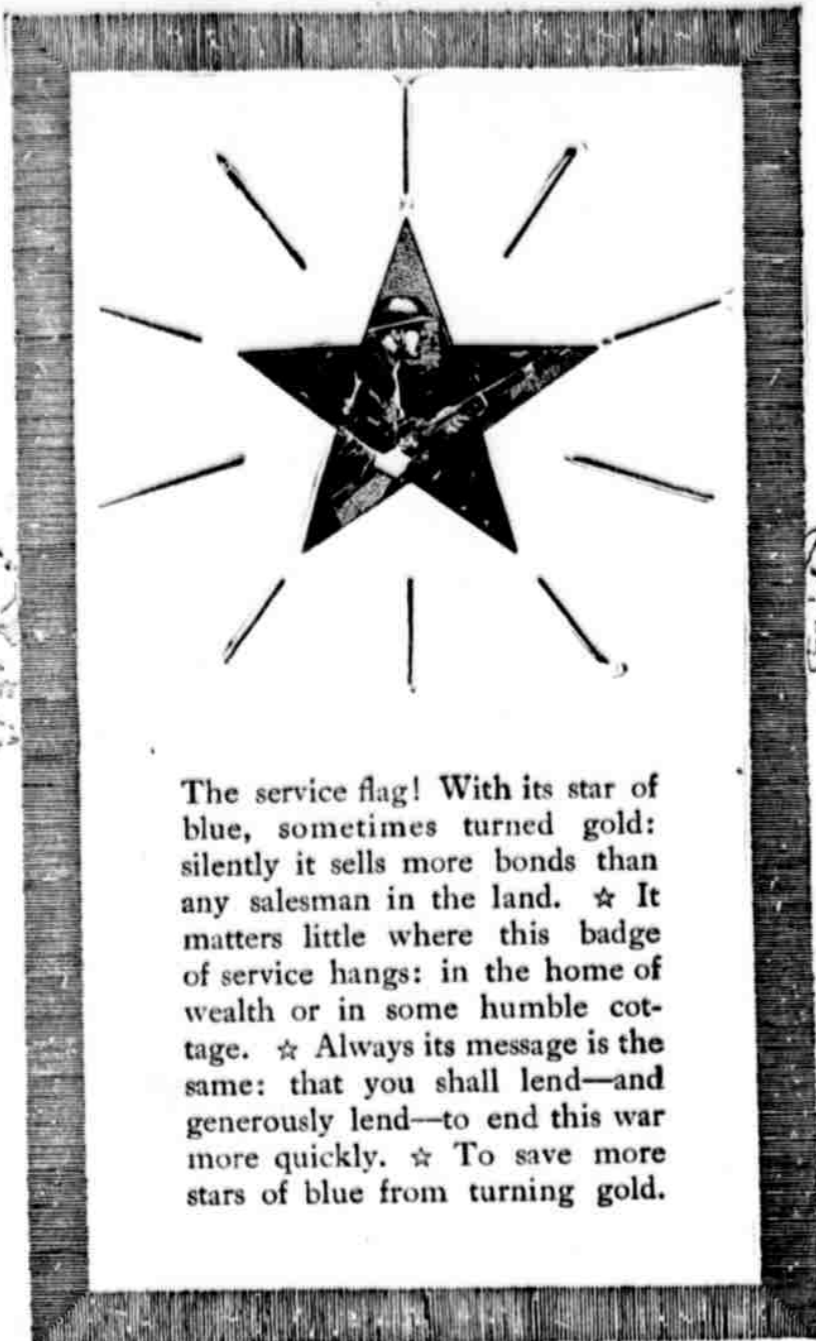 The service flag! With its star of
blue, sometimes turned gold:
silently it sells more bonds than
any salesman in the land. ☆ It
matters little where this badge
of service hangs: in the home of
wealth or in some humble cot-
tage. ☆ Always its message is the
same: that you shall lend—and
generously lend—to end this war
more quickly. ☆ To save more
stars of blue from turning gold.